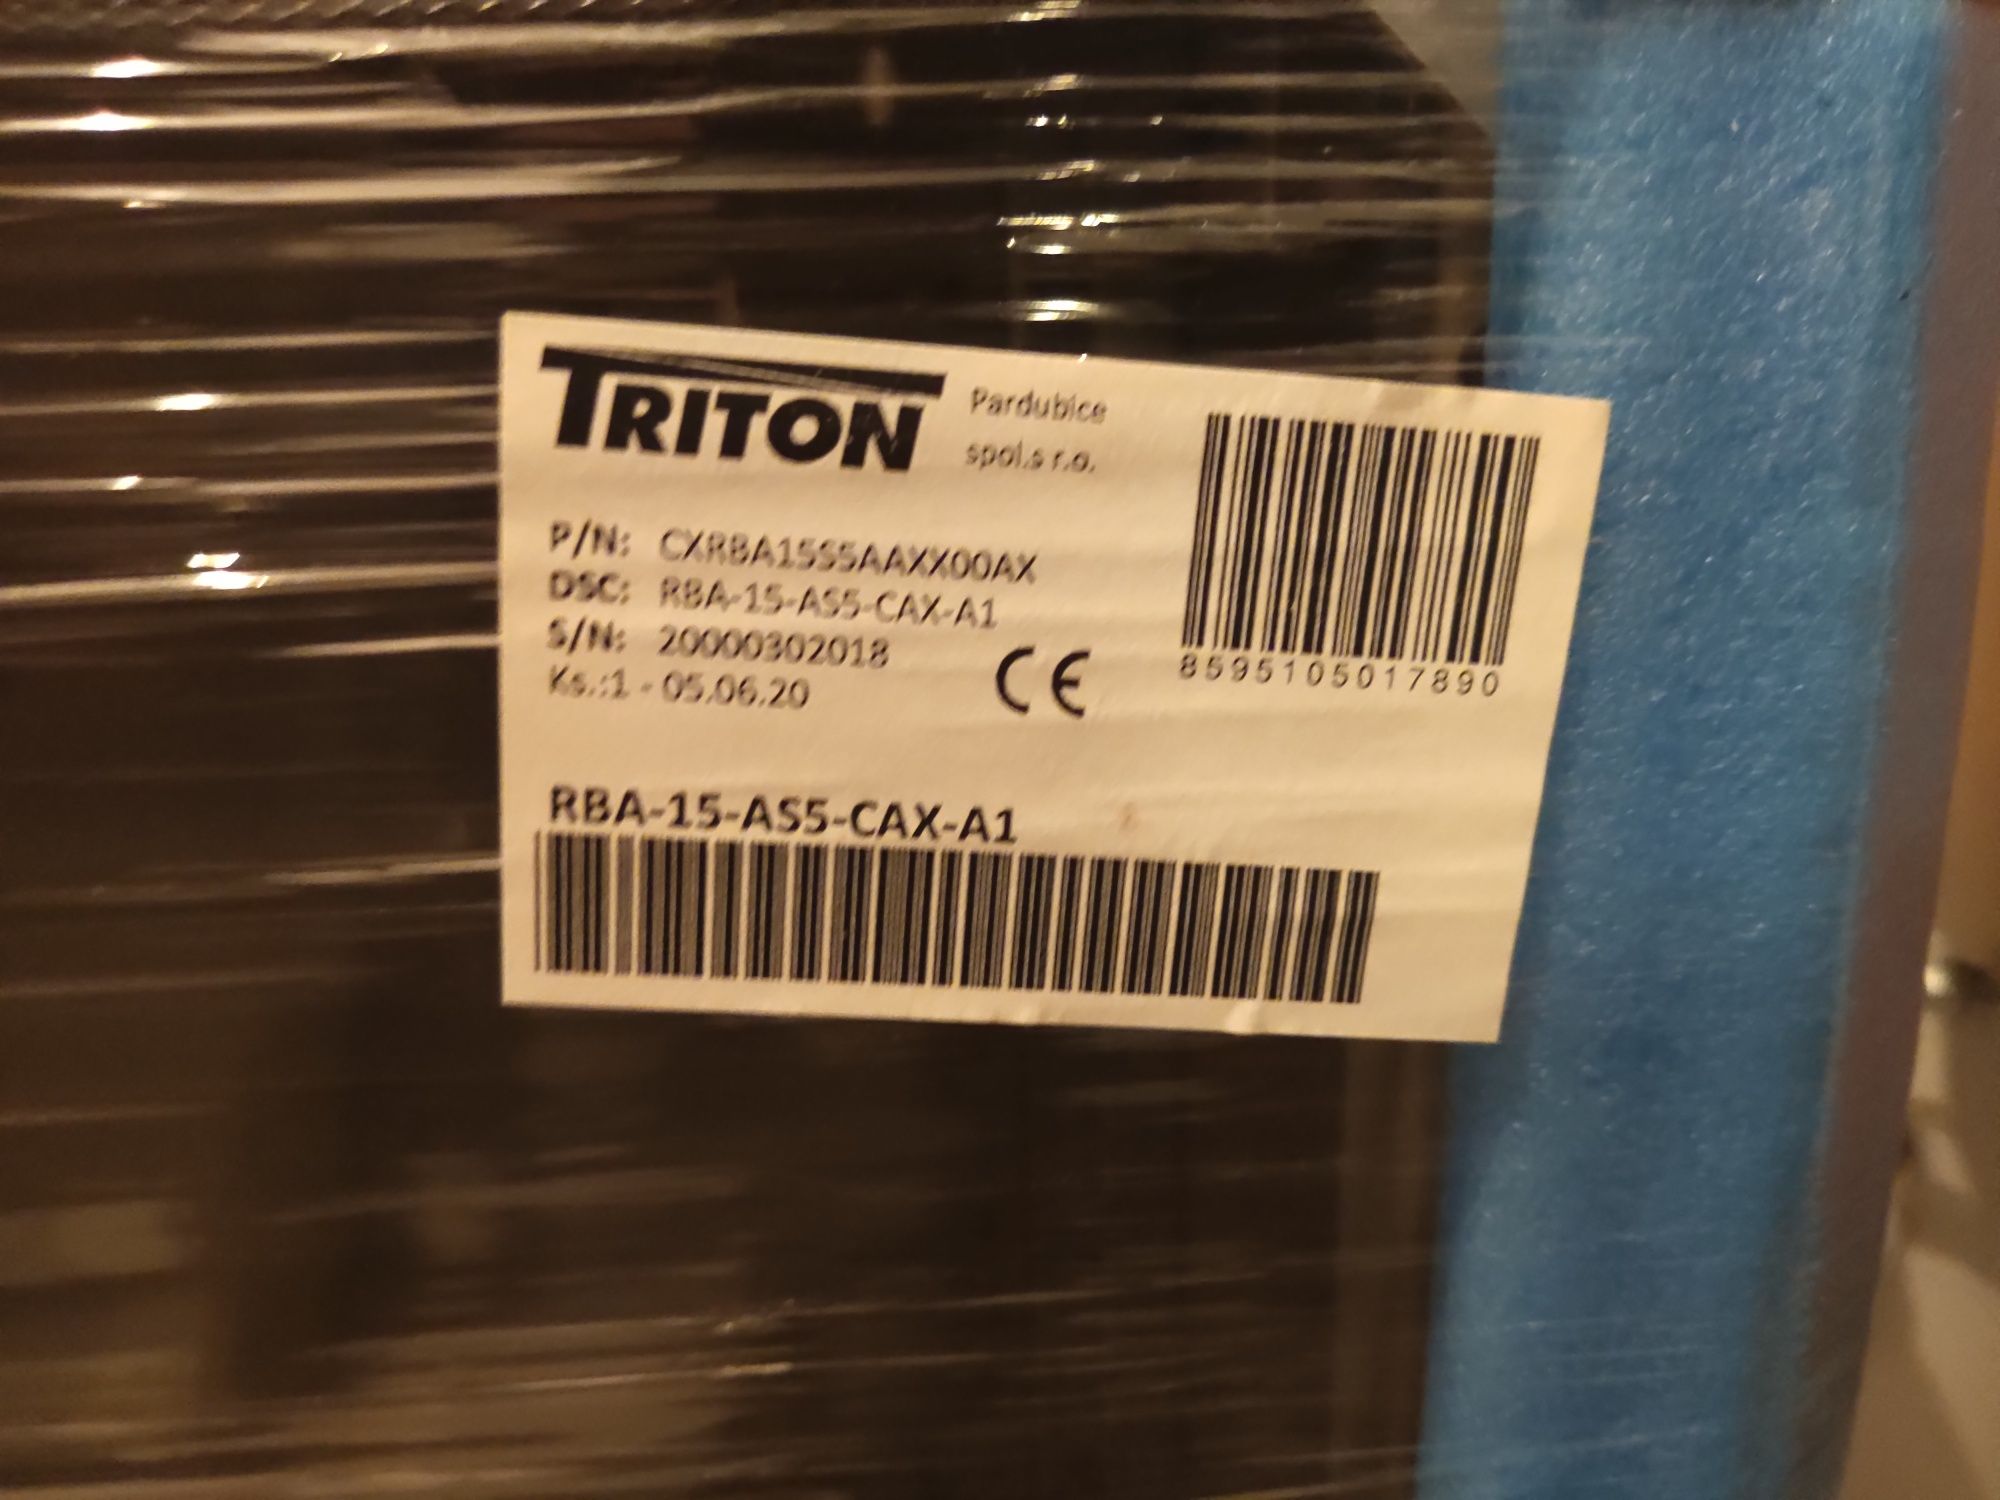 TRITON
Pardubice
spol.s r.o.
P/N: CXRBA15S5AAXX00AX
DSC: RBA-15-AS5-CAX-A1
S/N: 20000302018
Ks.:1 - 05.06.20
CE
8595105017890
RBA-15-AS5-CAX-A1